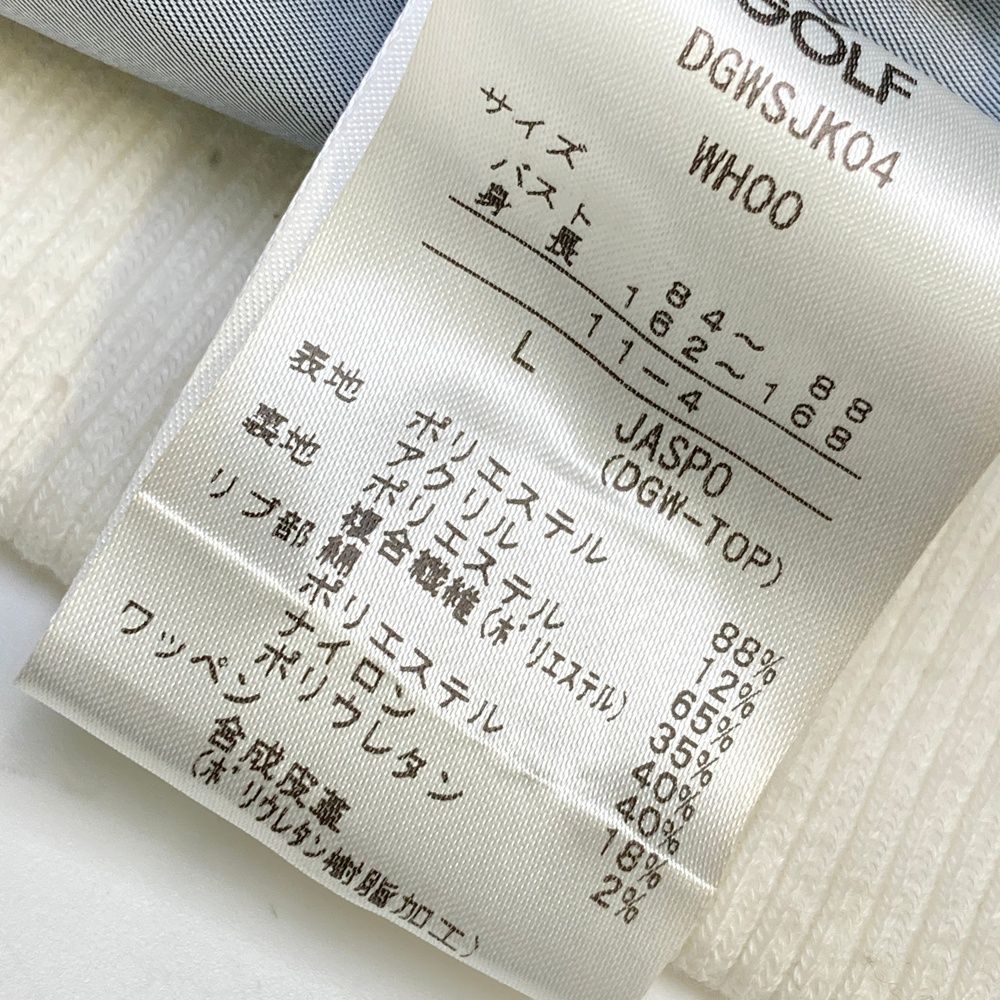 GOLF
DGWSJK04
WH00
サイズ
バスト 84～88
身長 162～168
L 11-4
JASPO
(DGW-TOP)
表地 ポリエステル 88%
アクリル 12%
裏地 ポリエステル 65%
複合繊維(ポリエステル) 35%
リブ部 綿 40%
ポリエステル 40%
ナイロン 18%
ポリウレタン 2%
ワッペン 合成皮革
(ポリウレタン樹脂加工)